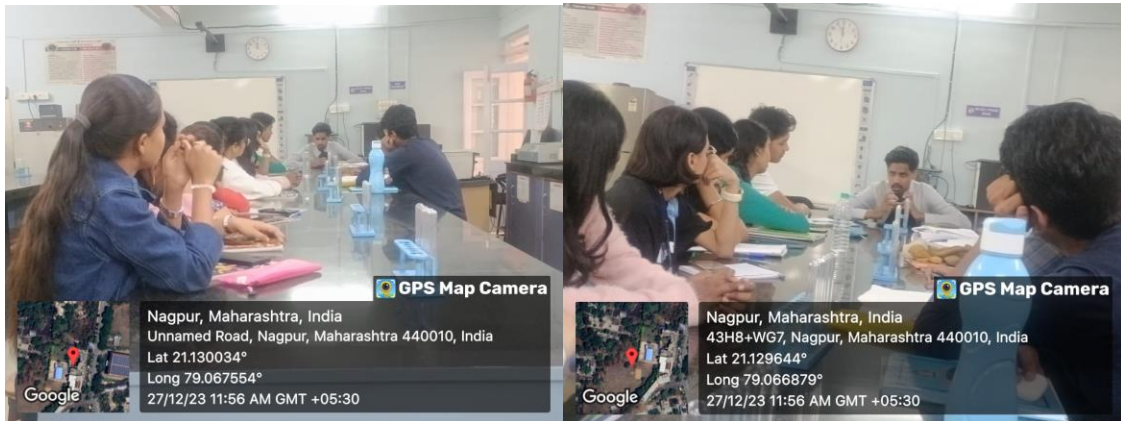 GPS Map Camera
Nagpur, Maharashtra, India
Unnamed Road, Nagpur, Maharashtra 440010, India
Lat 21.130034°
Long 79.067554°
27/12/23 11:56 AM GMT +05:30
Google
GPS Map Camera
Nagpur, Maharashtra, India
43H8+WG7, Nagpur, Maharashtra 440010, India
Lat 21.129644°
Long 79.066879°
27/12/23 11:56 AM GMT +05:30
Google